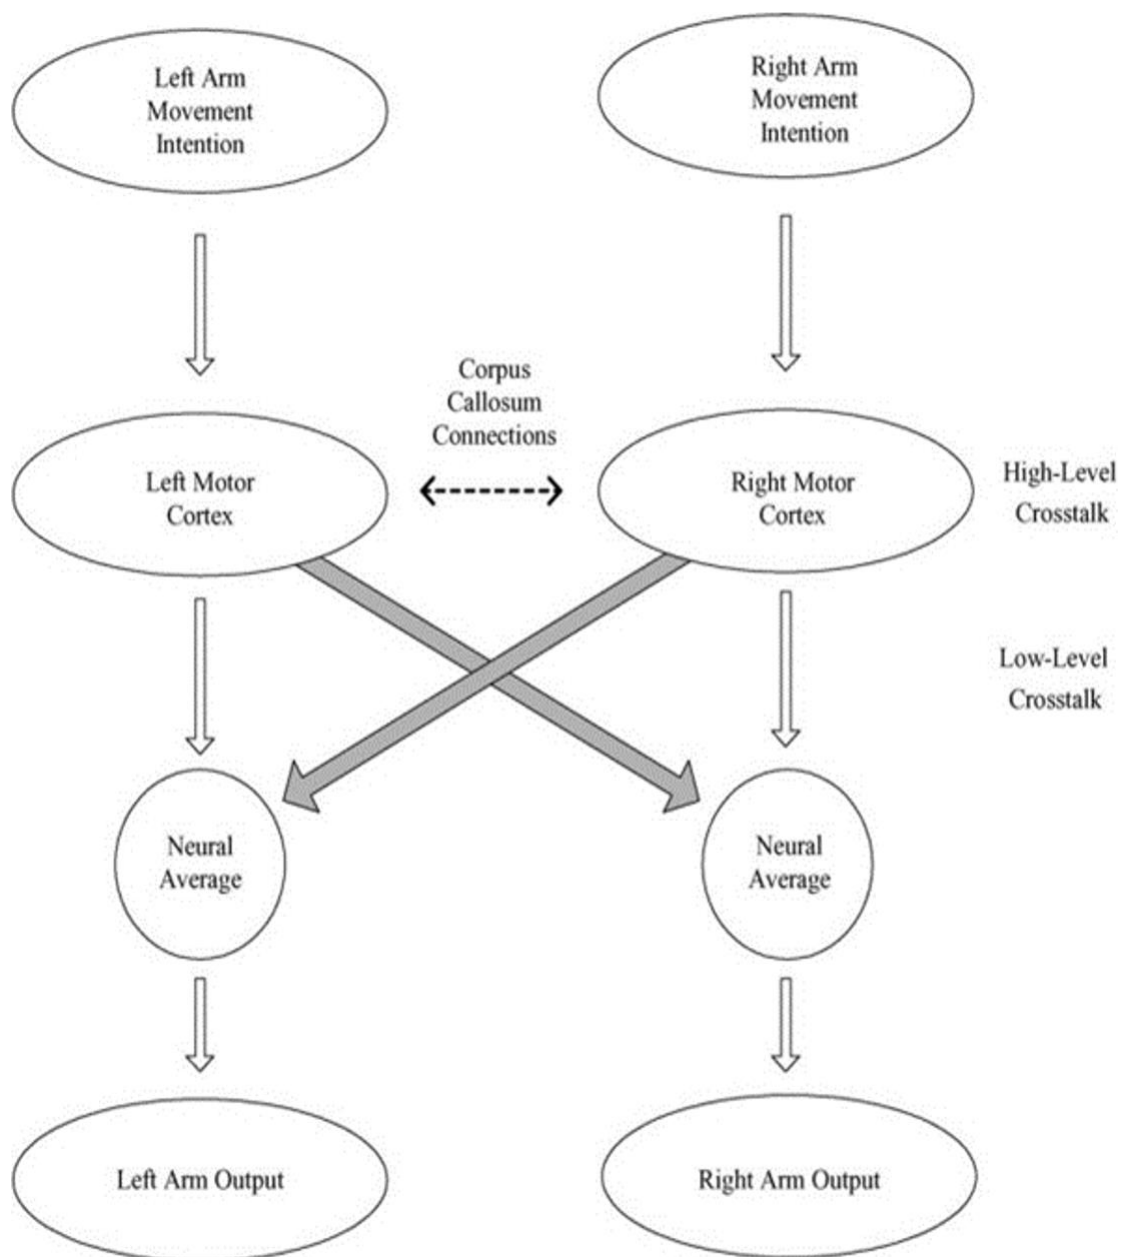 Left Arm
Movement
Intention
Right Arm
Movement
Intention
Corpus
Callosum
Connections
Left Motor
Cortex
Right Motor
Cortex
High-Level
Crosstalk
Low-Level
Crosstalk
Neural
Average
Neural
Average
Left Arm Output
Right Arm Output